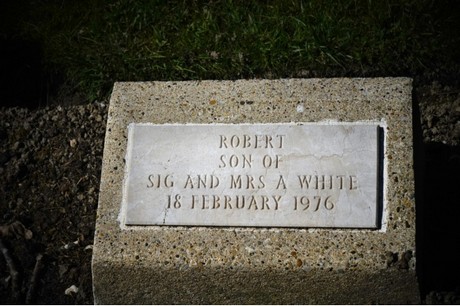 ROBERT
SON OF
SIG AND MRS A WHITE
18 FEBRUARY 1976